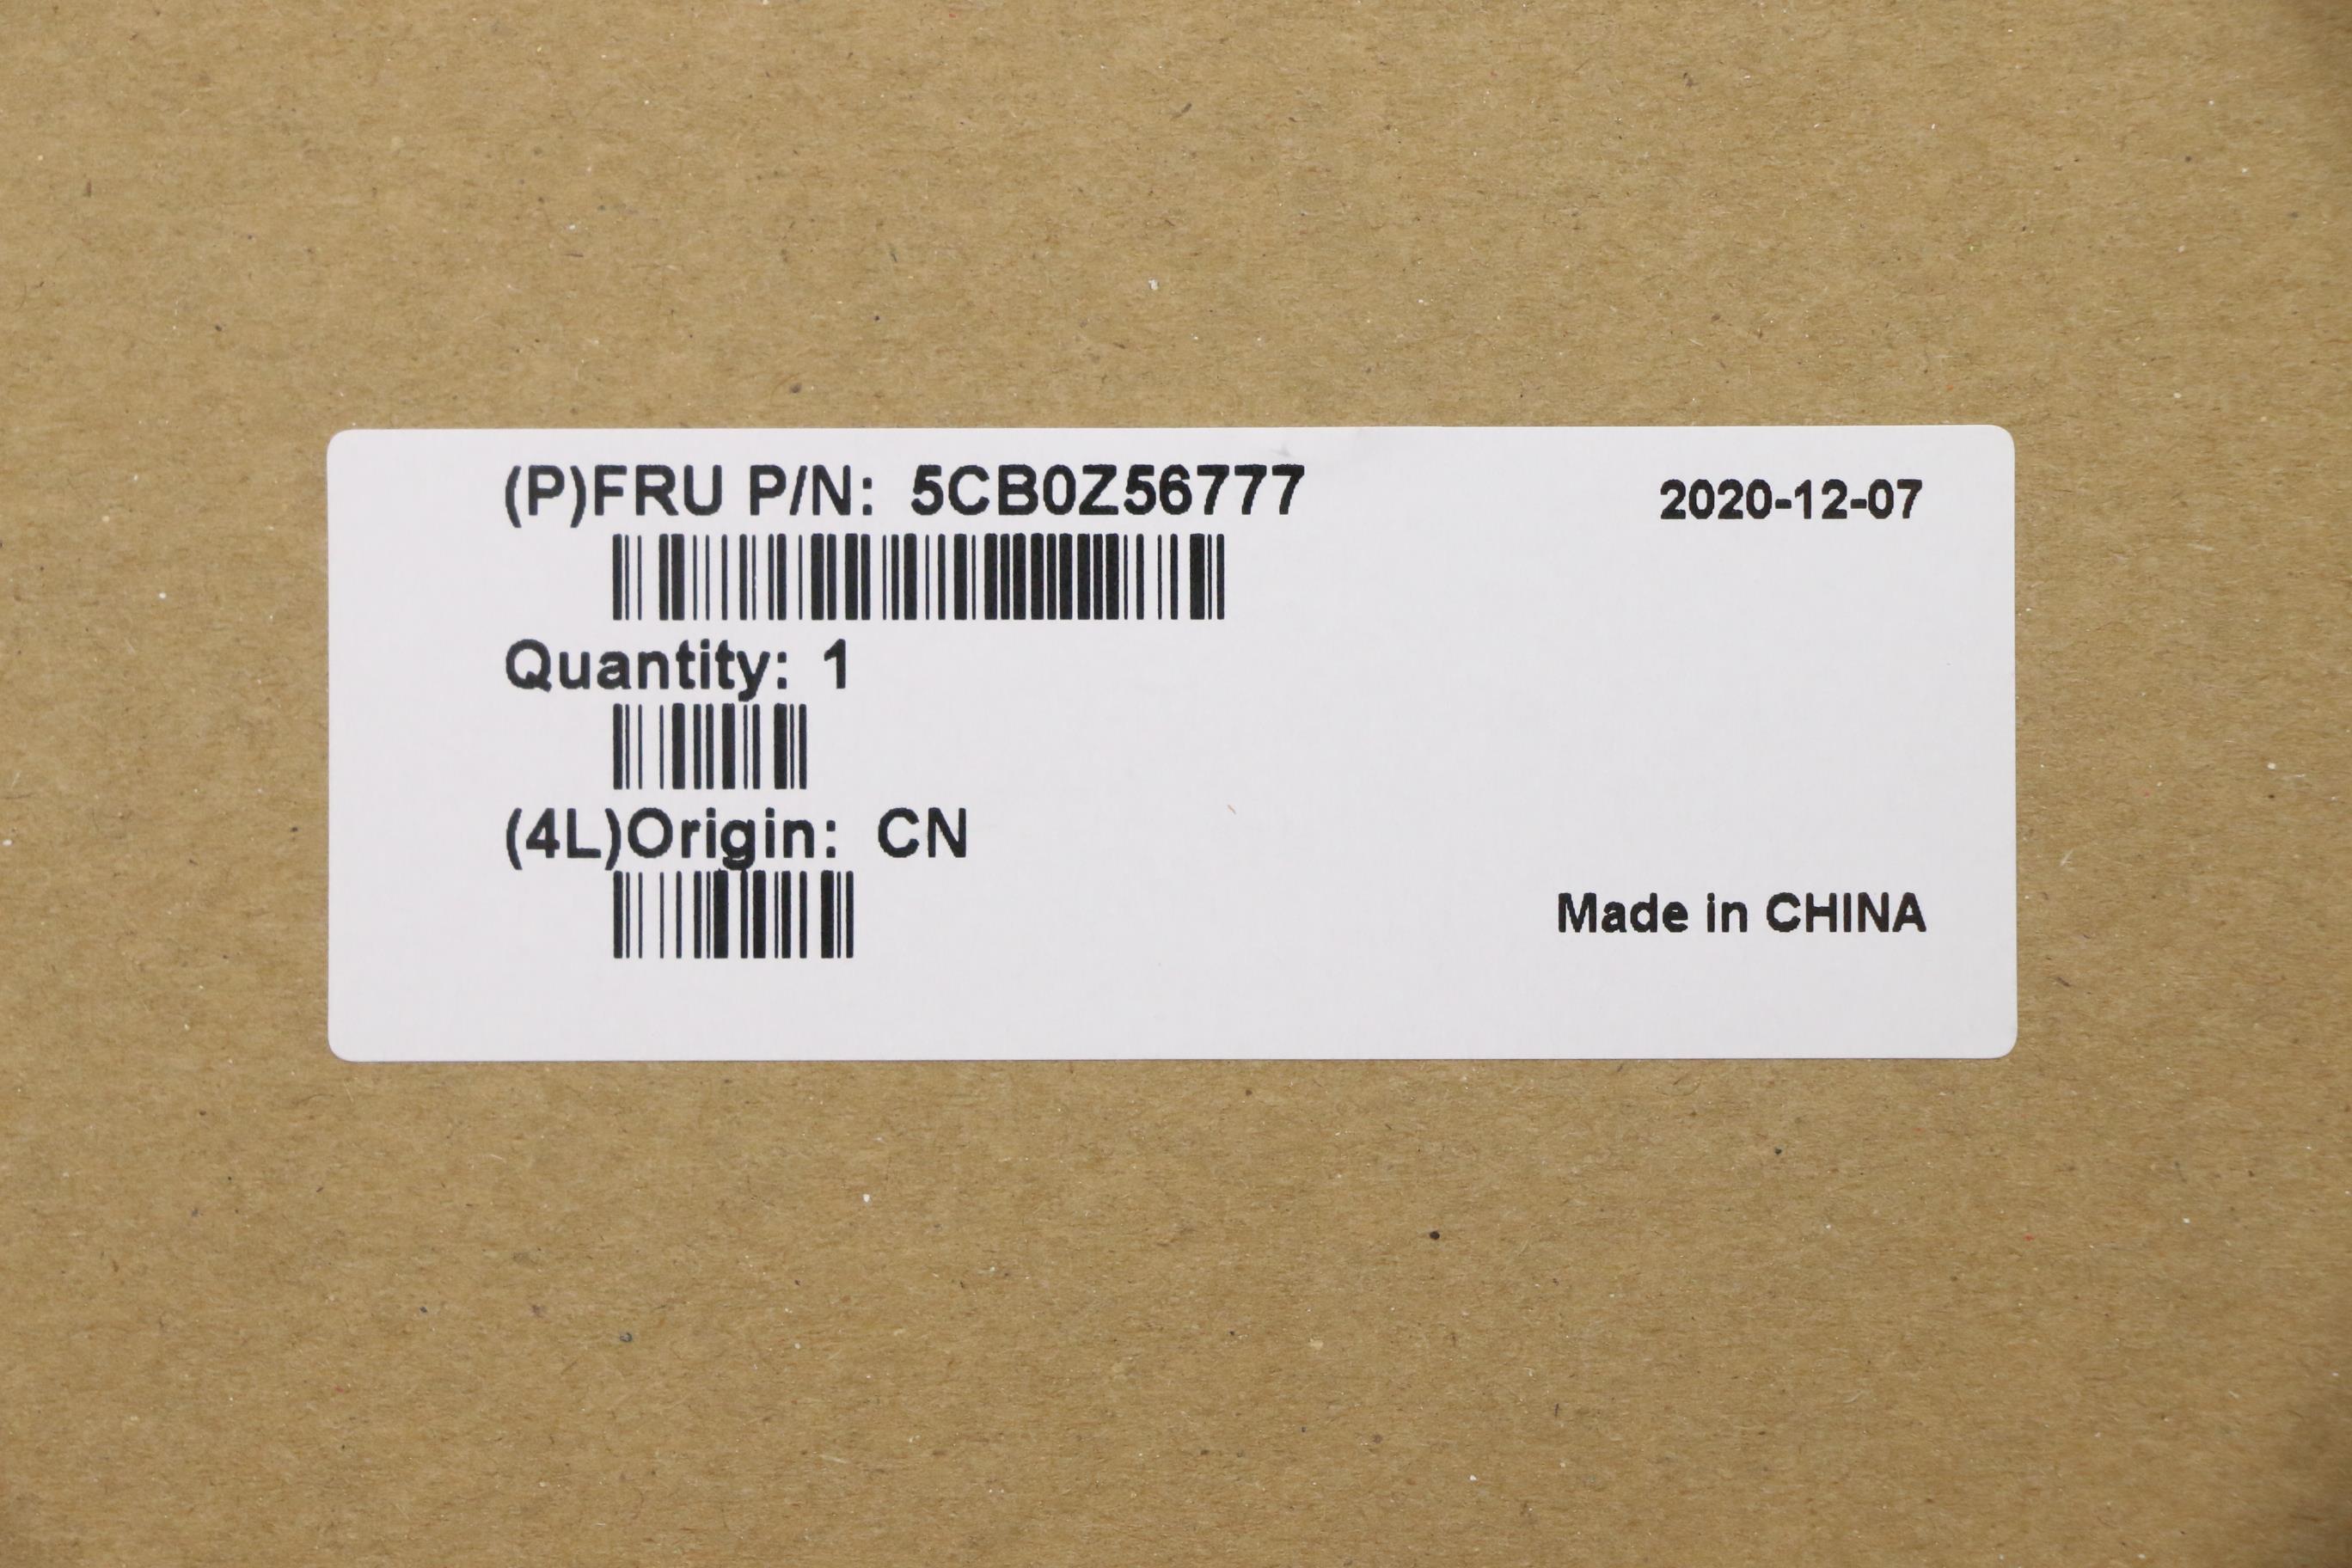 (P)FRU P/N: 5CB0Z56777
2020-12-07
Quantity: 1
(4L)Origin: CN
Made in CHINA